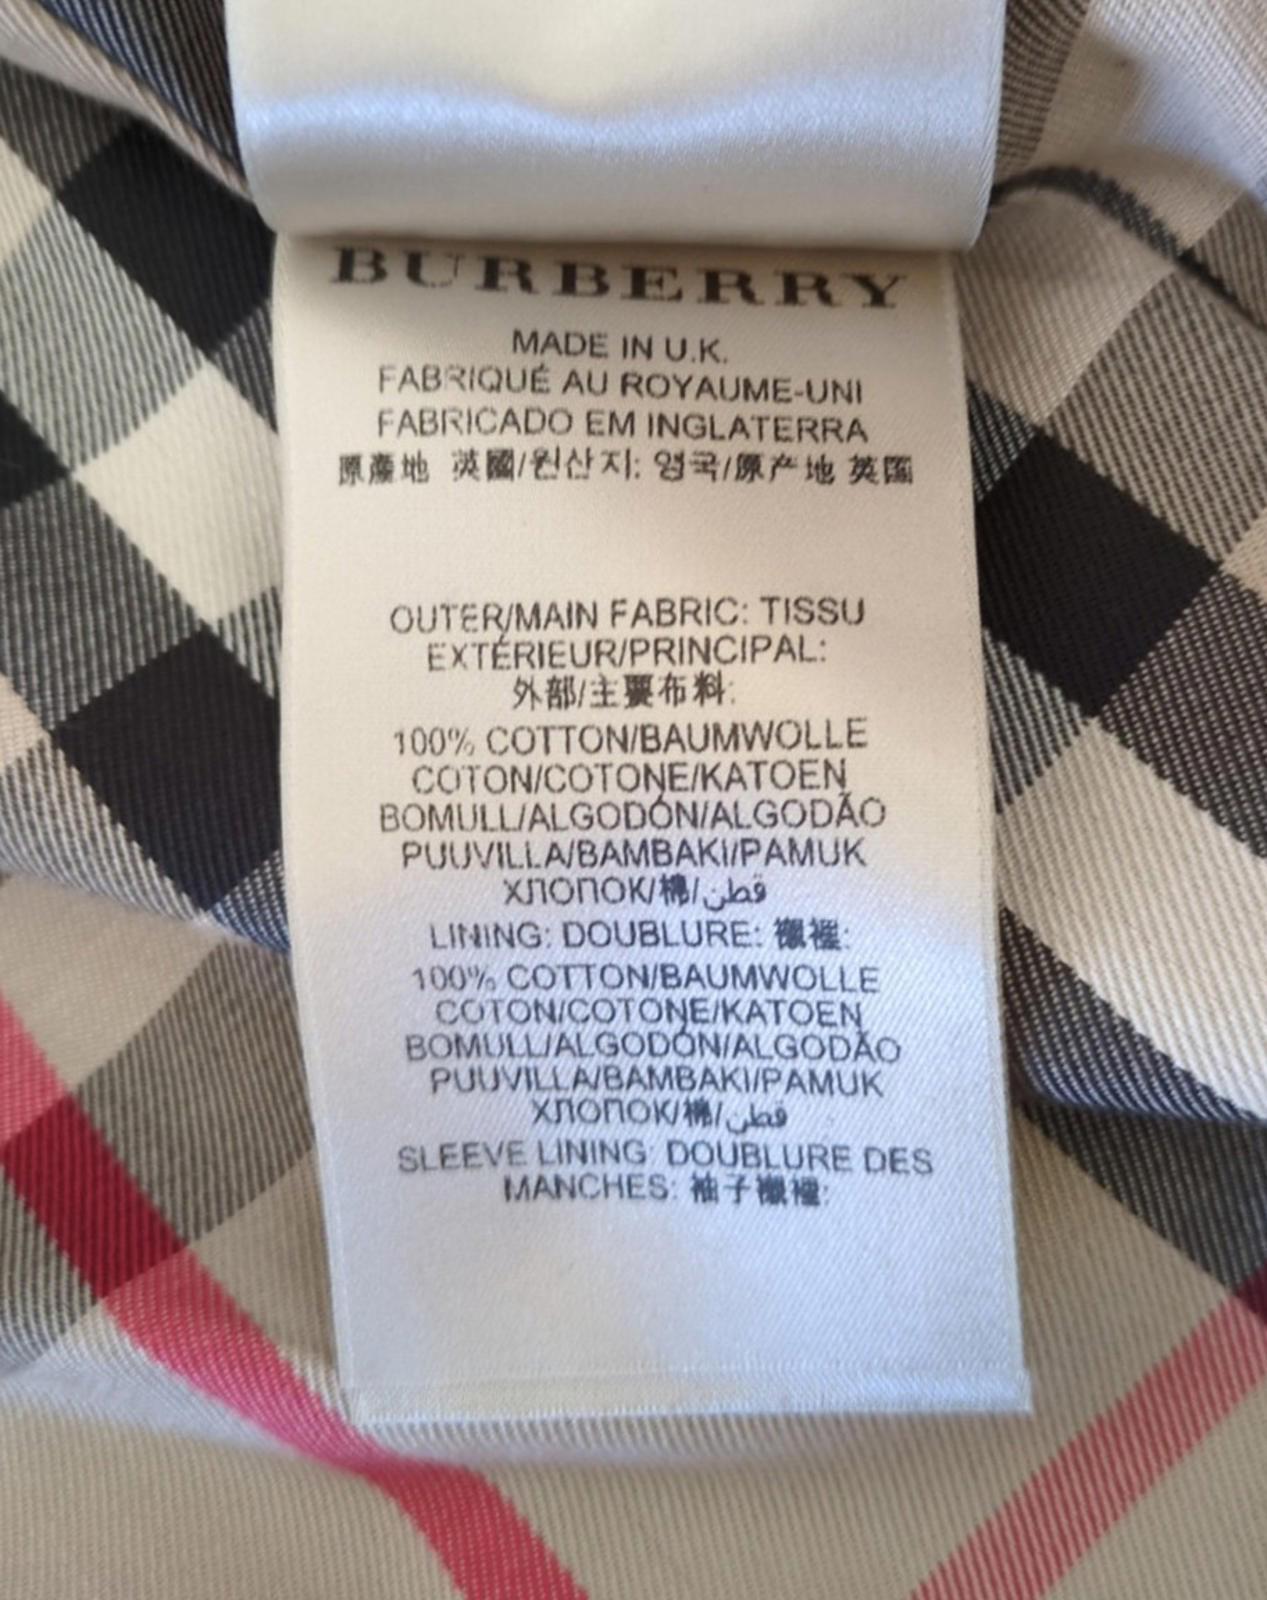 BURBERRY
MADE IN U.K.
FABRIQUÉ AU ROYAUME-UNI
FABRICADO EM INGLATERRA
原產地 英國/원산지: 영국/原产地 英国
OUTER/MAIN FABRIC: TISSU
EXTÉRIEUR/PRINCIPAL:
外部/主要布料:
100% COTTON/BAUMWOLLE
COTON/COTONE/KATOEN
BOMULL/ALGODÓN/ALGODÃO
PUUVILLA/BAMBAKI/PAMUK
ХЛОПОК/棉/قطن
LINING: DOUBLURE: 襯裡:
100% COTTON/BAUMWOLLE
COTON/COTONE/KATOEN
BOMULL/ALGODÓN/ALGODÃO
PUUVILLA/BAMBAKI/PAMUK
ХЛОПОК/棉/قطن
SLEEVE LINING: DOUBLURE DES
MANCHES: 袖子襯裡: